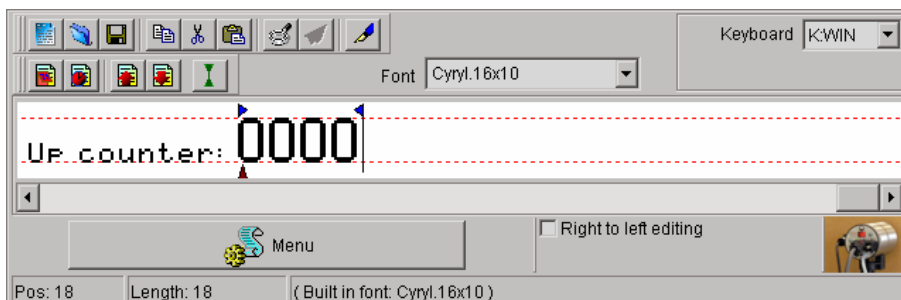 Keyboard K:WIN
Font Cyryl.16x10
Up counter: 0000
Menu
Right to left editing
Pos: 18 Length: 18 ( Built in font: Cyryl.16x10 )